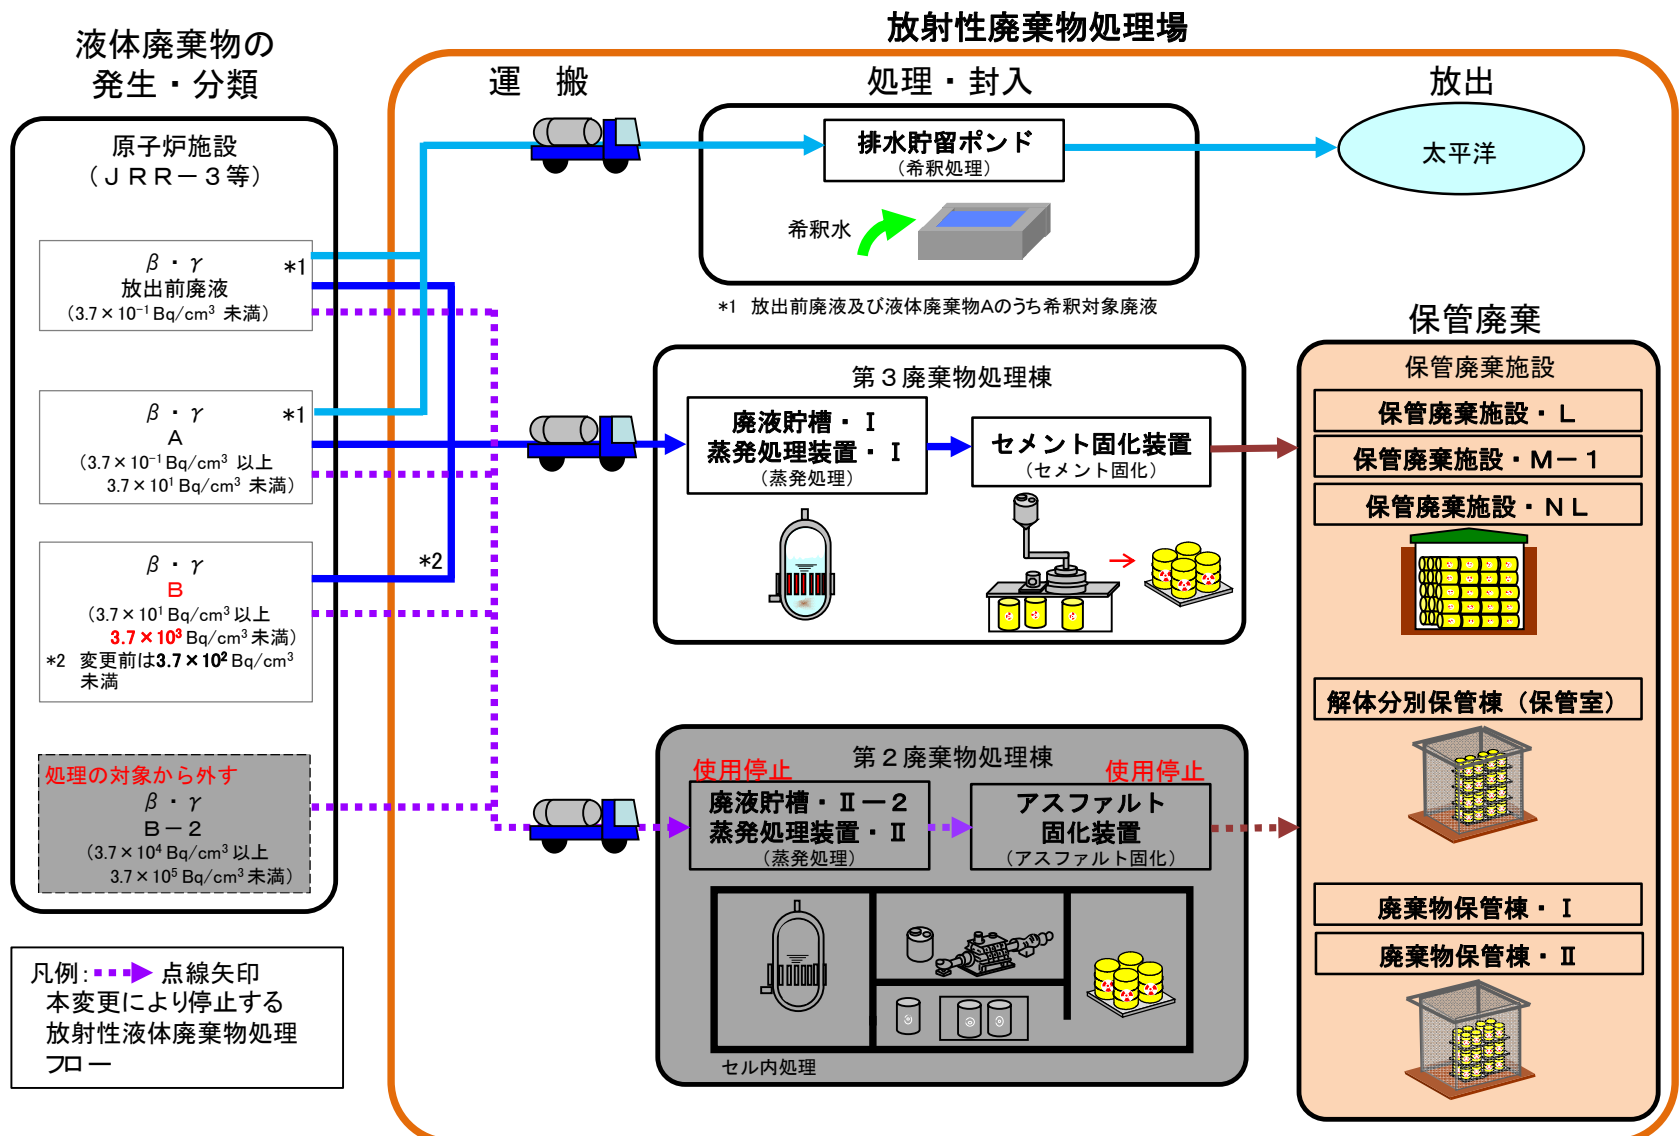 放射性廃棄物処理場
液体廃棄物の
発生・分類
運　搬
処理・封入
放出
原子炉施設
（ＪＲＲ－３等）
β・γ
*1
放出前廃液
(3.7×10⁻¹ Bq/cm³ 未満)
β・γ
*1
A
(3.7×10⁻¹ Bq/cm³ 以上
3.7×10¹ Bq/cm³ 未満)
β・γ
B
(3.7×10¹ Bq/cm³ 以上
3.7×10³ Bq/cm³ 未満)
*2 変更前は3.7×10² Bq/cm³
未満
*2
処理の対象から外す
β・γ
B－2
(3.7×10⁴ Bq/cm³ 以上
3.7×10⁵ Bq/cm³ 未満)
凡例: 点線矢印
本変更により停止する
放射性液体廃棄物処理
フロー
排水貯留ポンド
(希釈処理)
希釈水
太平洋
*1 放出前廃液及び液体廃棄物Aのうち希釈対象廃液
第３廃棄物処理棟
廃液貯槽・Ⅰ
蒸発処理装置・Ⅰ
(蒸発処理)
セメント固化装置
(セメント固化)
第２廃棄物処理棟
使用停止
使用停止
廃液貯槽・Ⅱ－２
蒸発処理装置・Ⅱ
(蒸発処理)
アスファルト
固化装置
(アスファルト固化)
セル内処理
保管廃棄
保管廃棄施設
保管廃棄施設・Ｌ
保管廃棄施設・Ｍ－１
保管廃棄施設・ＮＬ
解体分別保管棟（保管室）
廃棄物保管棟・Ⅰ
廃棄物保管棟・Ⅱ